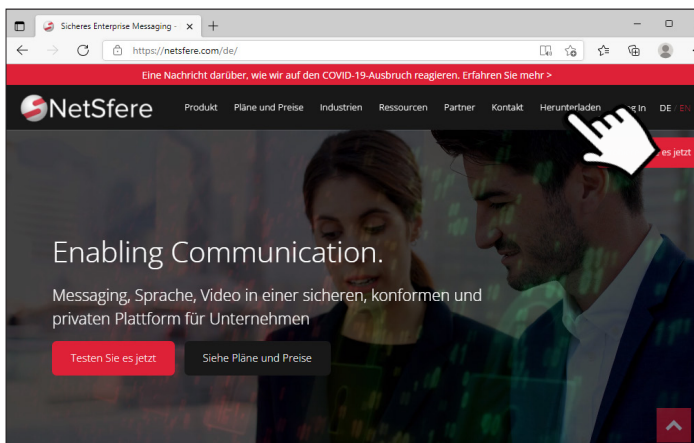 Sicheres Enterprise Messaging -
https://netsfere.com/de/
Eine Nachricht darüber, wie wir auf den COVID-19-Ausbruch reagieren. Erfahren Sie mehr >
NetSfere Produkt Pläne und Preise Industrien Ressourcen Partner Kontakt Herunterladen In DE / EN
es jetzt
Enabling Communication.
Messaging, Sprache, Video in einer sicheren, konformen und
privaten Plattform für Unternehmen
Testen Sie es jetzt Siehe Pläne und Preise